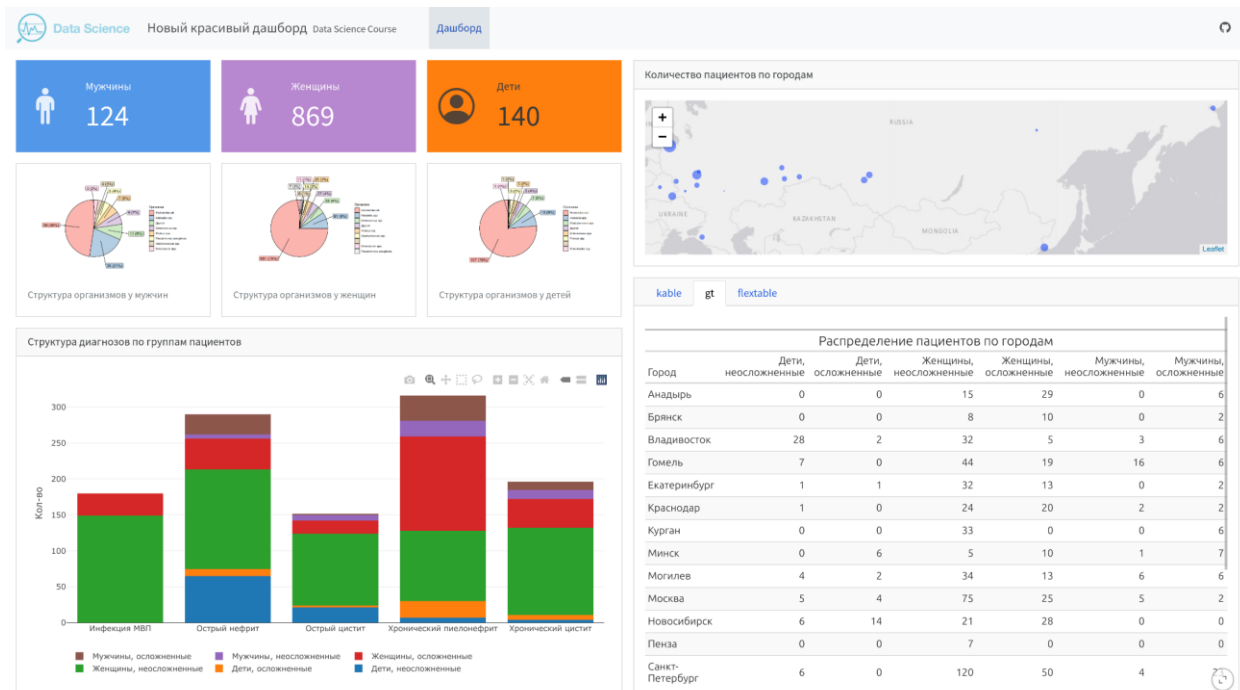 Data Science Новый красивый дашборд Data Science Course Дашборд
Мужчины
124
Женщины
869
Дети
140
Структура организмов у мужчин
Структура организмов у женщин
Структура организмов у детей
Структура диагнозов по группам пациентов
Кол-во
300
250
200
150
100
50
0
Инфекция МВП Острый нефрит Острый цистит Хронический пиелонефрит Хронический цистит
Мужчины, осложненные Мужчины, неосложненные Женщины, осложненные
Женщины, неосложненные Дети, осложненные Дети, неосложненные
Количество пациентов по городам
+
−
RUSSIA
UKRAINE
KAZAKHSTAN
MONGOLIA
Leaflet
kable gt flextable
Распределение пациентов по городам
Город Дети, неосложненные Дети, осложненные Женщины, неосложненные Женщины, осложненные Мужчины, неосложненные Мужчины, осложненные
Анадырь 0 0 15 29 0 6
Брянск 0 0 8 10 0 2
Владивосток 28 2 32 5 3 6
Гомель 7 0 44 19 16 6
Екатеринбург 1 1 32 13 0 2
Краснодар 1 0 24 20 2 2
Курган 0 0 33 0 0 6
Минск 0 6 5 10 1 7
Могилев 4 2 34 13 6 6
Москва 5 4 75 25 5 2
Новосибирск 6 14 21 28 0 0
Пенза 0 0 7 0 0 0
Санкт-
Петербург 6 0 120 50 4